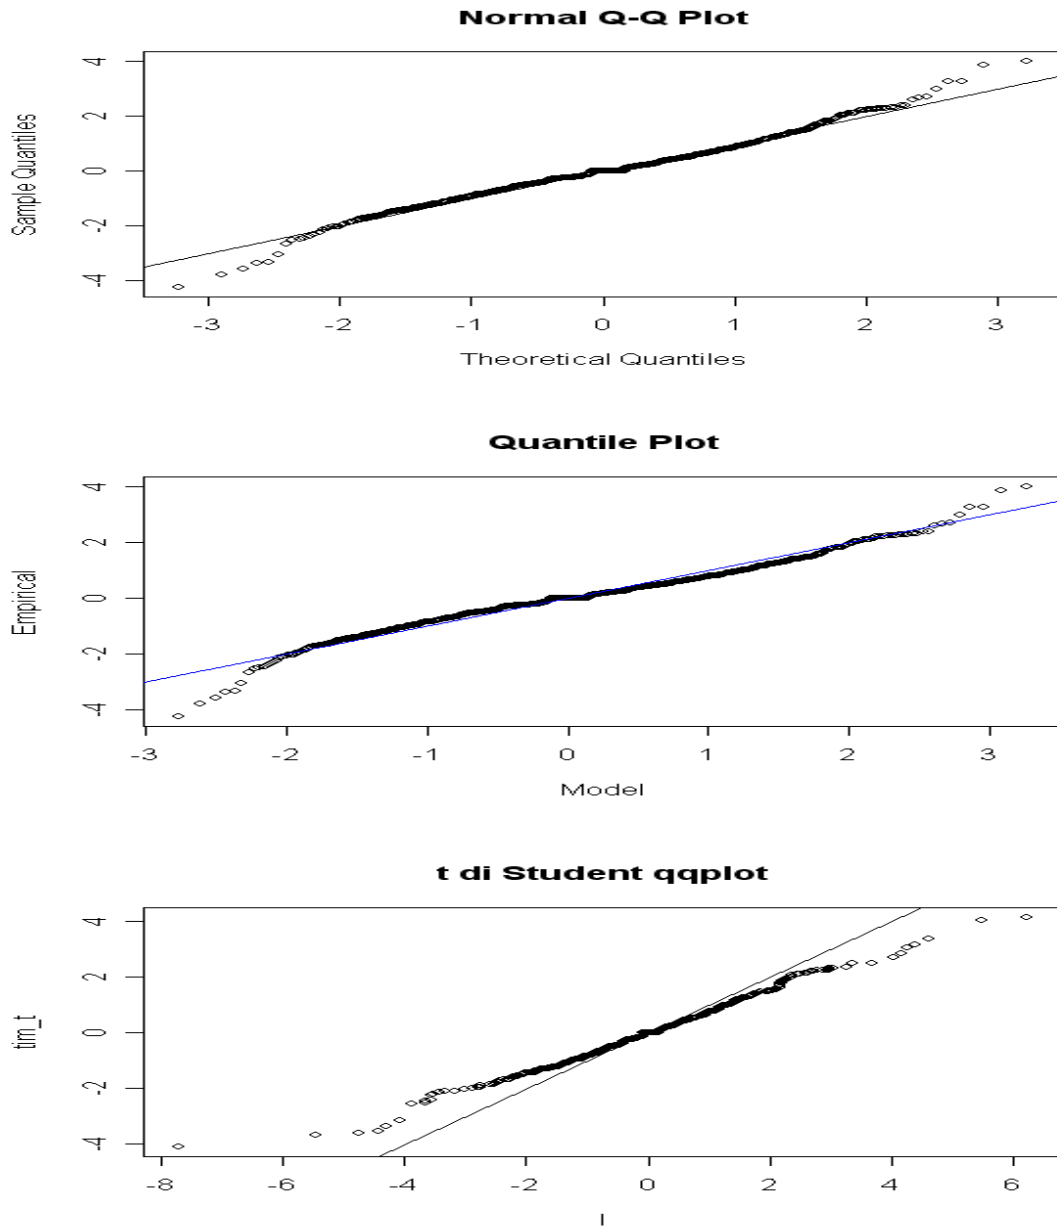 Normal Q-Q Plot
Sample Quantiles
4
2
0
-2
-4
-3 -2 -1 0 1 2 3
Theoretical Quantiles
Quantile Plot
Empirical
4
2
0
-2
-4
-3 -2 -1 0 1 2 3
Model
t di Student qqplot
tim_t
4
2
0
-2
-4
-8 -6 -4 -2 0 2 4 6